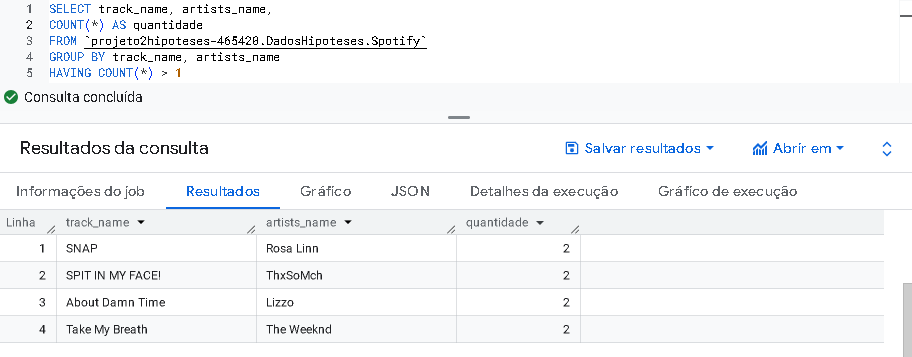 1 SELECT track_name, artists_name,
2 COUNT(*) AS quantidade
3 FROM `projeto2hipoteses-465420.DadosHipoteses.Spotify`
4 GROUP BY track_name, artists_name
5 HAVING COUNT(*) > 1
Consulta concluída
Resultados da consulta Salvar resultados Abrir em
Informações do job Resultados Gráfico JSON Detalhes da execução Gráfico de execução
Linha track_name artists_name quantidade
1 SNAP Rosa Linn 2
2 SPIT IN MY FACE! ThxSoMch 2
3 About Damn Time Lizzo 2
4 Take My Breath The Weeknd 2